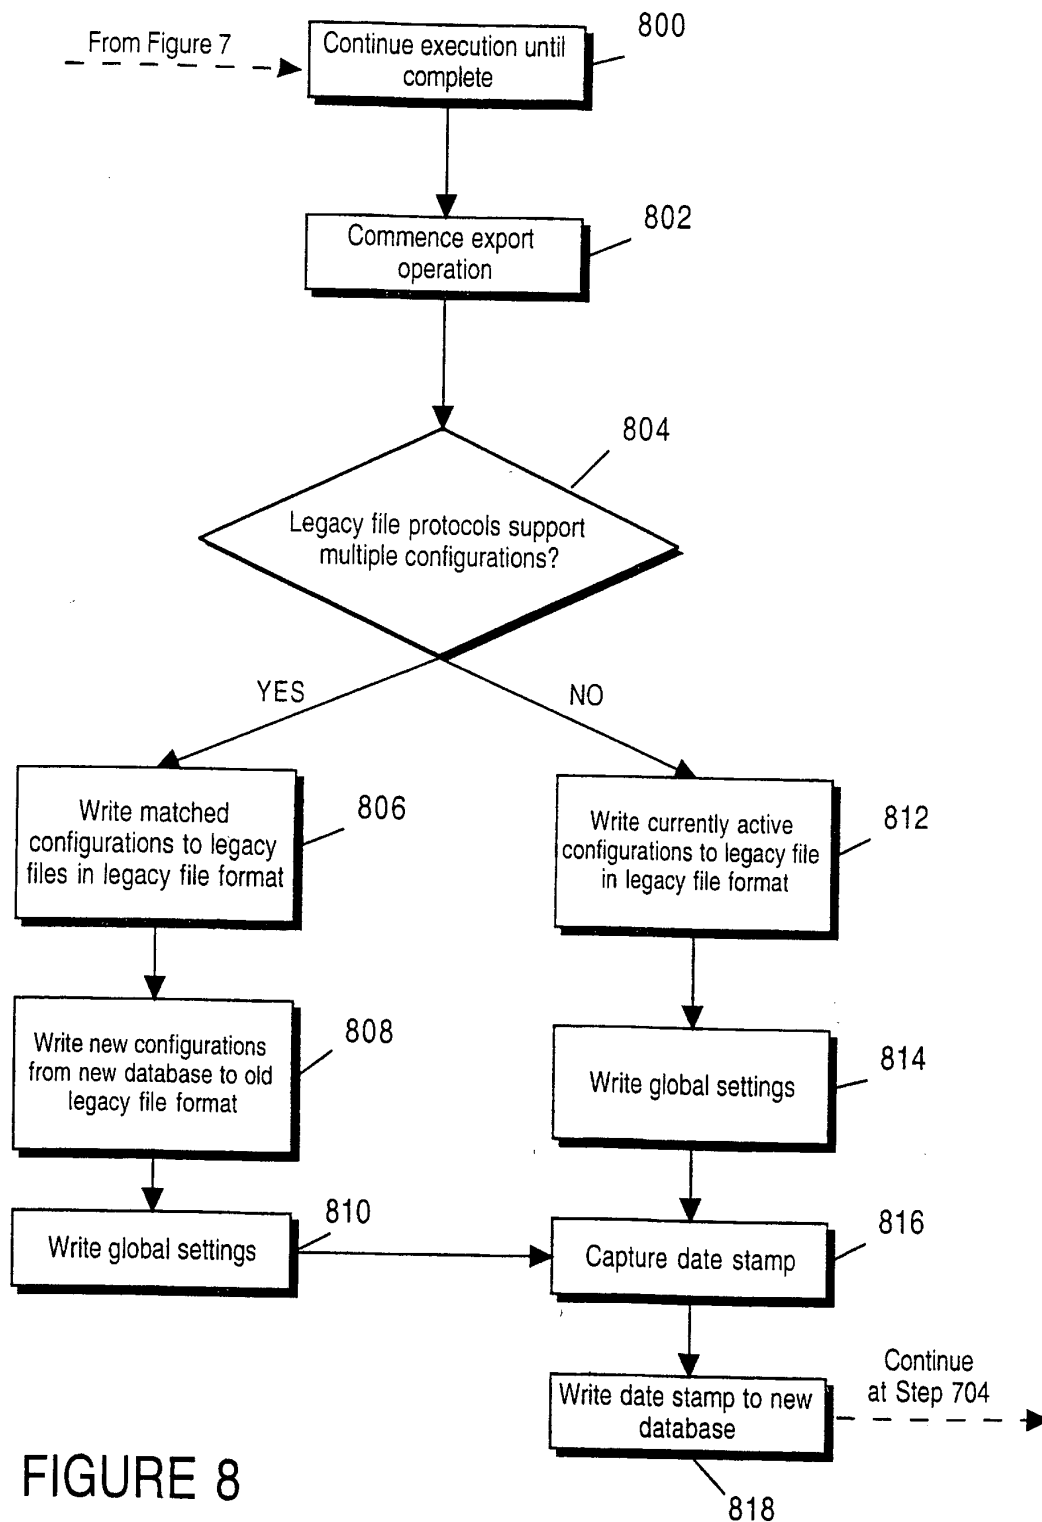 From Figure 7
Continue execution until
complete
800
Commence export
operation
802
804
Legacy file protocols support
multiple configurations?
YES
NO
Write matched
configurations to legacy
files in legacy file format
806
Write currently active
configurations to legacy file
in legacy file format
812
Write new configurations
from new database to old
legacy file format
808
Write global settings
814
Write global settings
810
Capture date stamp
816
Write date stamp to new
database
818
Continue
at Step 704
FIGURE 8